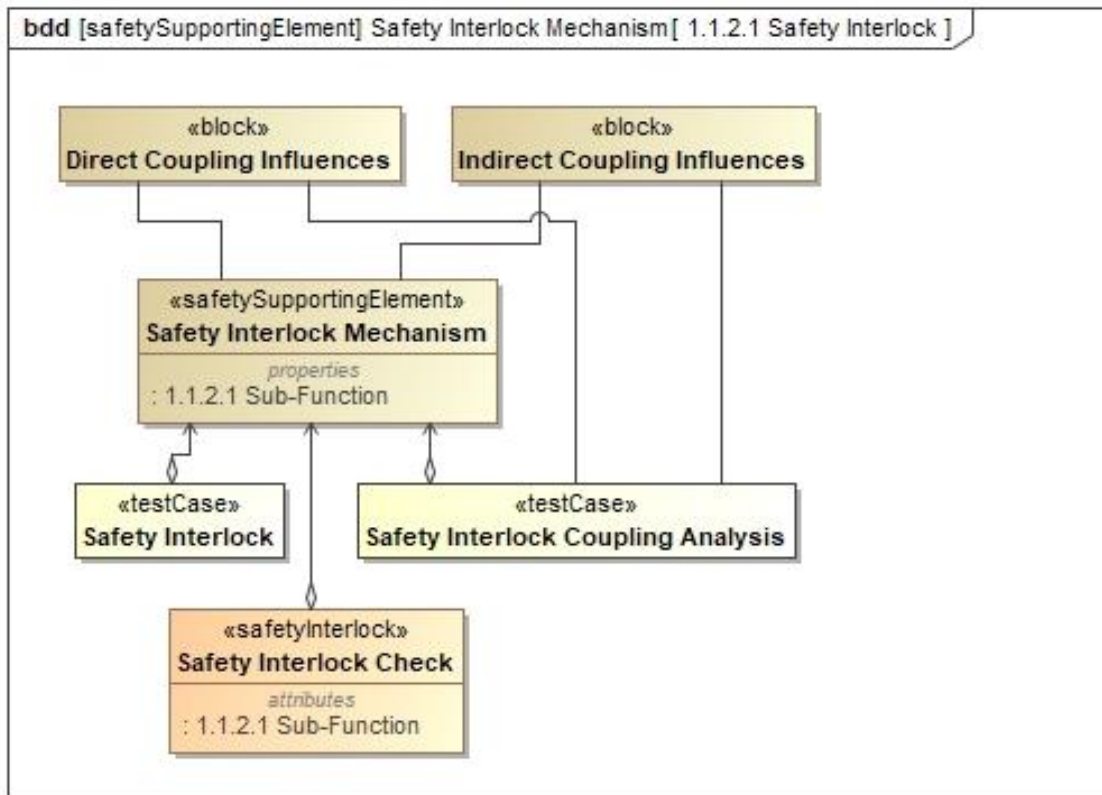 bdd [safetySupportingElement] Safety Interlock Mechanism[ 1.1.2.1 Safety Interlock ]
«block»
Direct Coupling Influences
«block»
Indirect Coupling Influences
«safetySupportingElement»
Safety Interlock Mechanism
properties
: 1.1.2.1 Sub-Function
«testCase»
Safety Interlock
«testCase»
Safety Interlock Coupling Analysis
«safetyInterlock»
Safety Interlock Check
attributes
: 1.1.2.1 Sub-Function